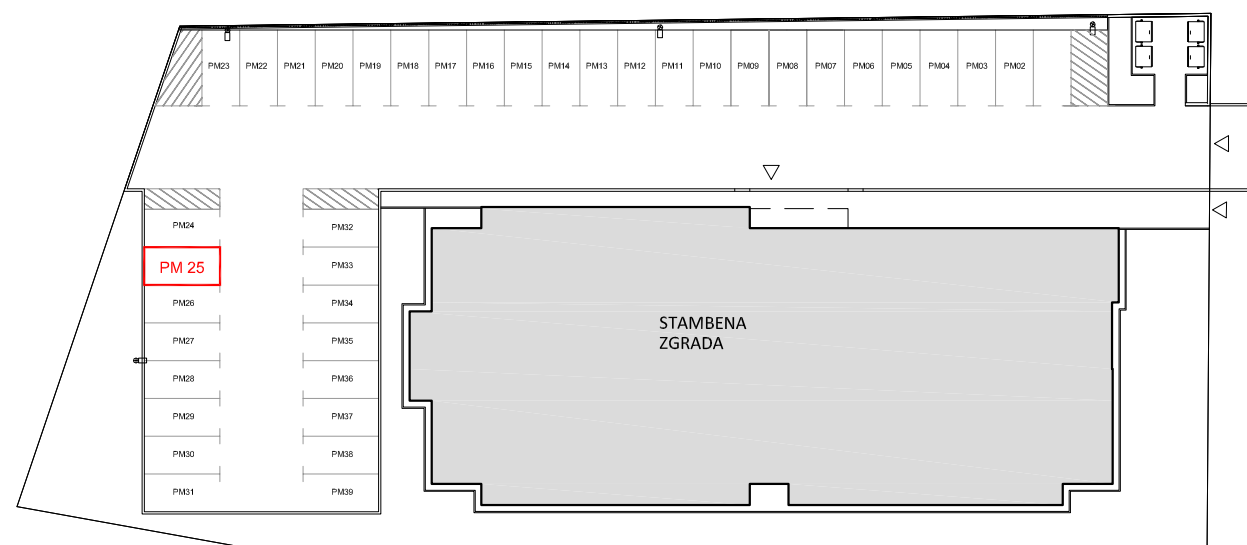 PM23 PM22 PM21 PM20 PM19 PM18 PM17 PM16 PM15 PM14 PM13 PM12 PM11 PM10 PM09 PM08 PM07 PM06 PM05 PM04 PM03 PM02
PM24
PM32
PM 25
PM33
PM26
PM34
PM27
PM35
PM28
PM36
PM29
PM37
PM30
PM38
PM31
PM39
STAMBENA
ZGRADA